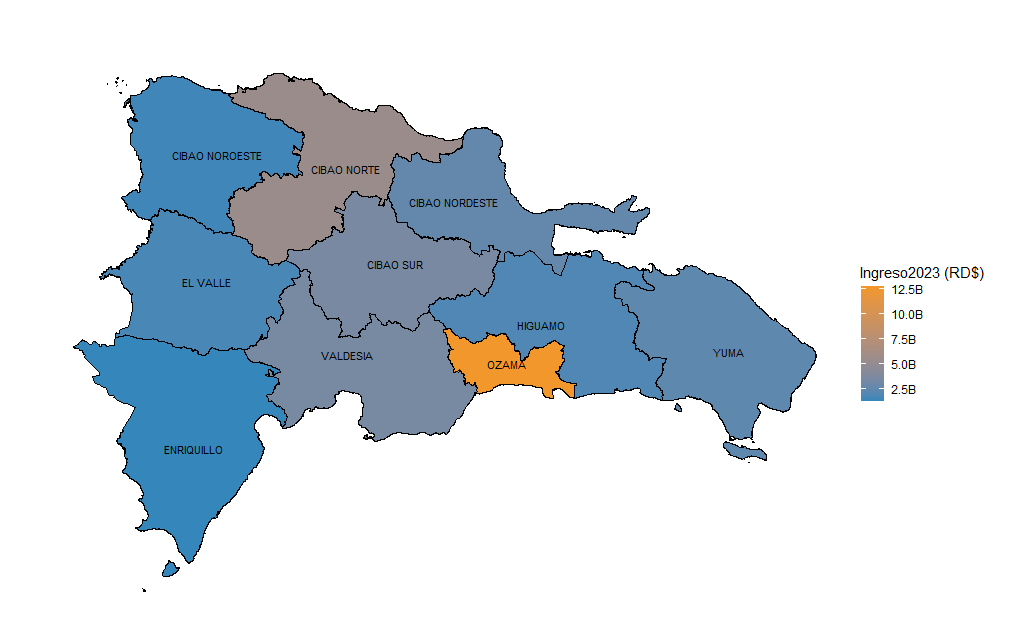 CIBAO NOROESTE
CIBAO NORTE
CIBAO NORDESTE
CIBAO SUR
EL VALLE
HIGUAMO
VALDESIA
OZAMA
YUMA
ENRIQUILLO
Ingreso2023 (RD$)
12.5B
10.0B
7.5B
5.0B
2.5B